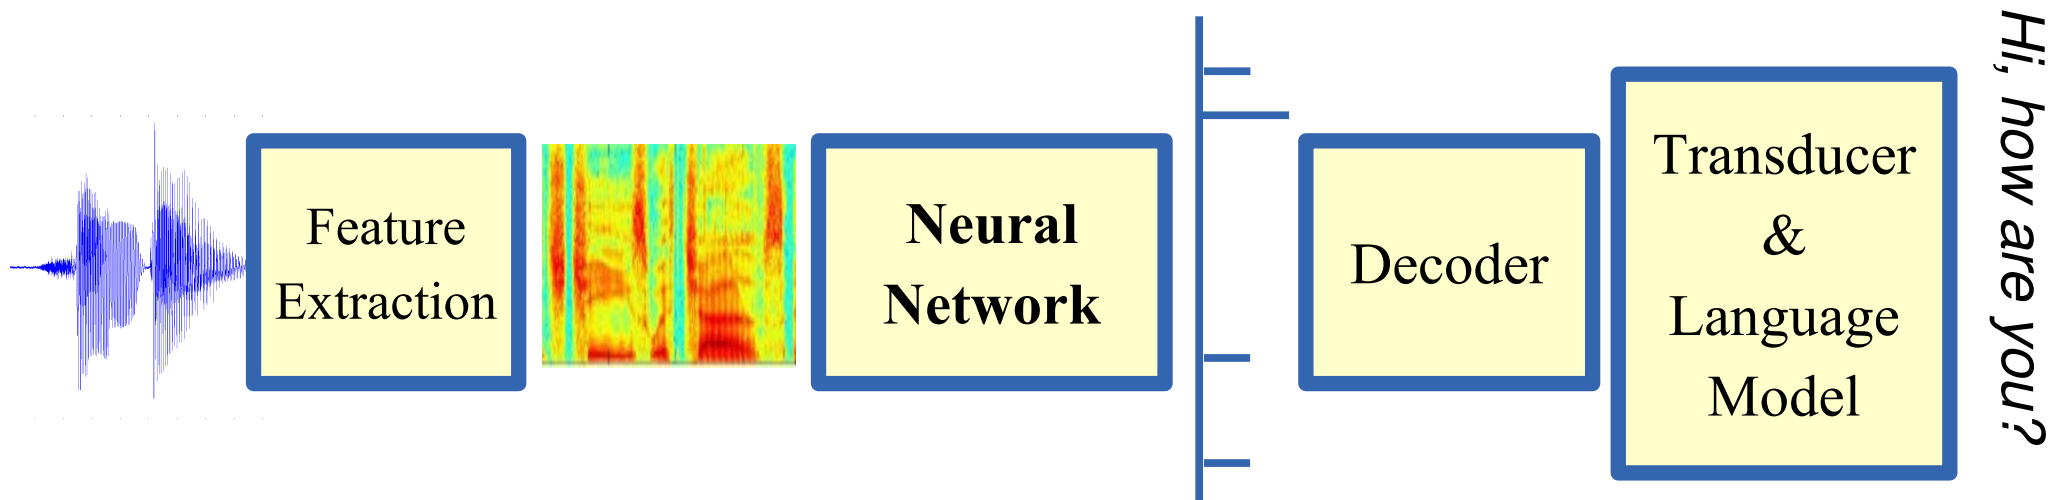 Feature
Extraction
Neural
Network
Decoder
Transducer
&
Language
Model
Hi, how are you?